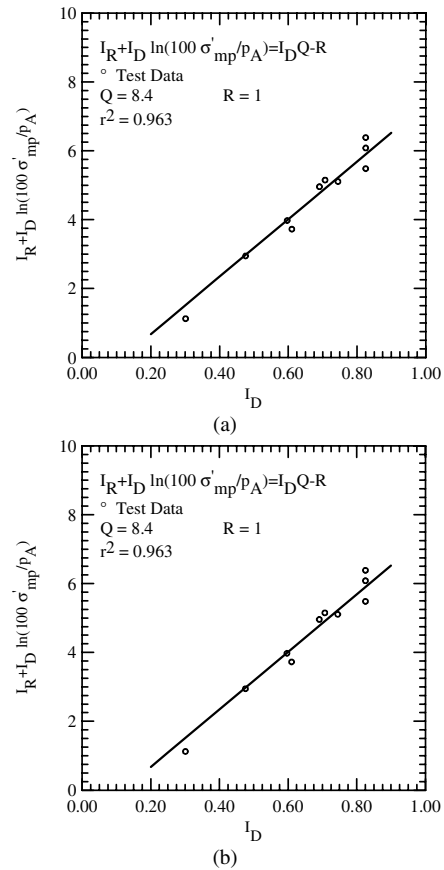 10
I_R+I_D ln(100 σ'_mp/p_A)=I_DQ-R
° Test Data
Q = 8.4 R = 1
r² = 0.963
8
6
4
2
0
I_R+I_D ln(100 σ'_mp/p_A)
0.00 0.20 0.40 0.60 0.80 1.00
I_D
(a)
10
I_R+I_D ln(100 σ'_mp/p_A)=I_DQ-R
° Test Data
Q = 8.4 R = 1
r² = 0.963
8
6
4
2
0
I_R+I_D ln(100 σ'_mp/p_A)
0.00 0.20 0.40 0.60 0.80 1.00
I_D
(b)